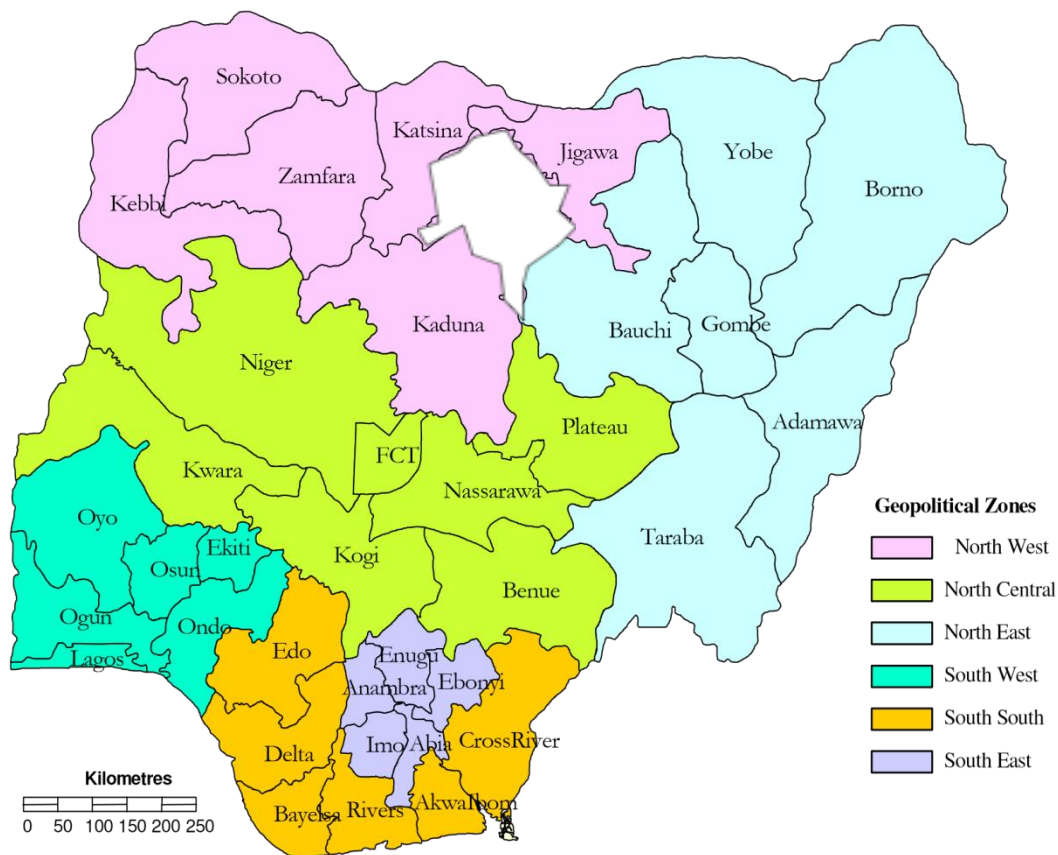 Sokoto
Katsina
Jigawa
Yobe
Zamfara
Borno
Kebbi
Kaduna
Bauchi
Gombe
Niger
Adamawa
Plateau
FCT
Kwara
Nassarawa
Oyo
Taraba
Ekiti
Osun
Kogi
Benue
Ogun
Ondo
Edo
Lagos
Enugu
Anambra
Ebonyi
Imo
Abia
CrossRiver
Delta
Bayelsa
Rivers
AkwaIbom
Geopolitical Zones
North West
North Central
North East
South West
South South
South East
Kilometres
0 50 100 150 200 250